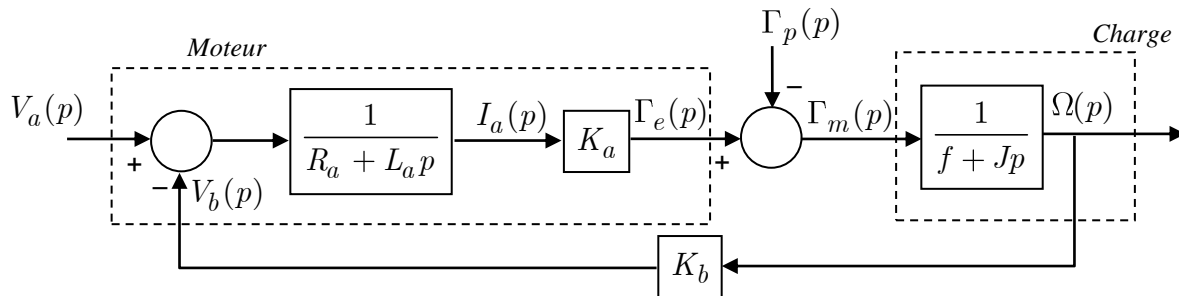 Γ_p(p)
Moteur
Charge
V_a(p)
1
R_a + L_a p
I_a(p)
K_a
Γ_e(p)
−
Γ_m(p)
1
f + Jp
Ω(p)
+
+
−
V_b(p)
K_b